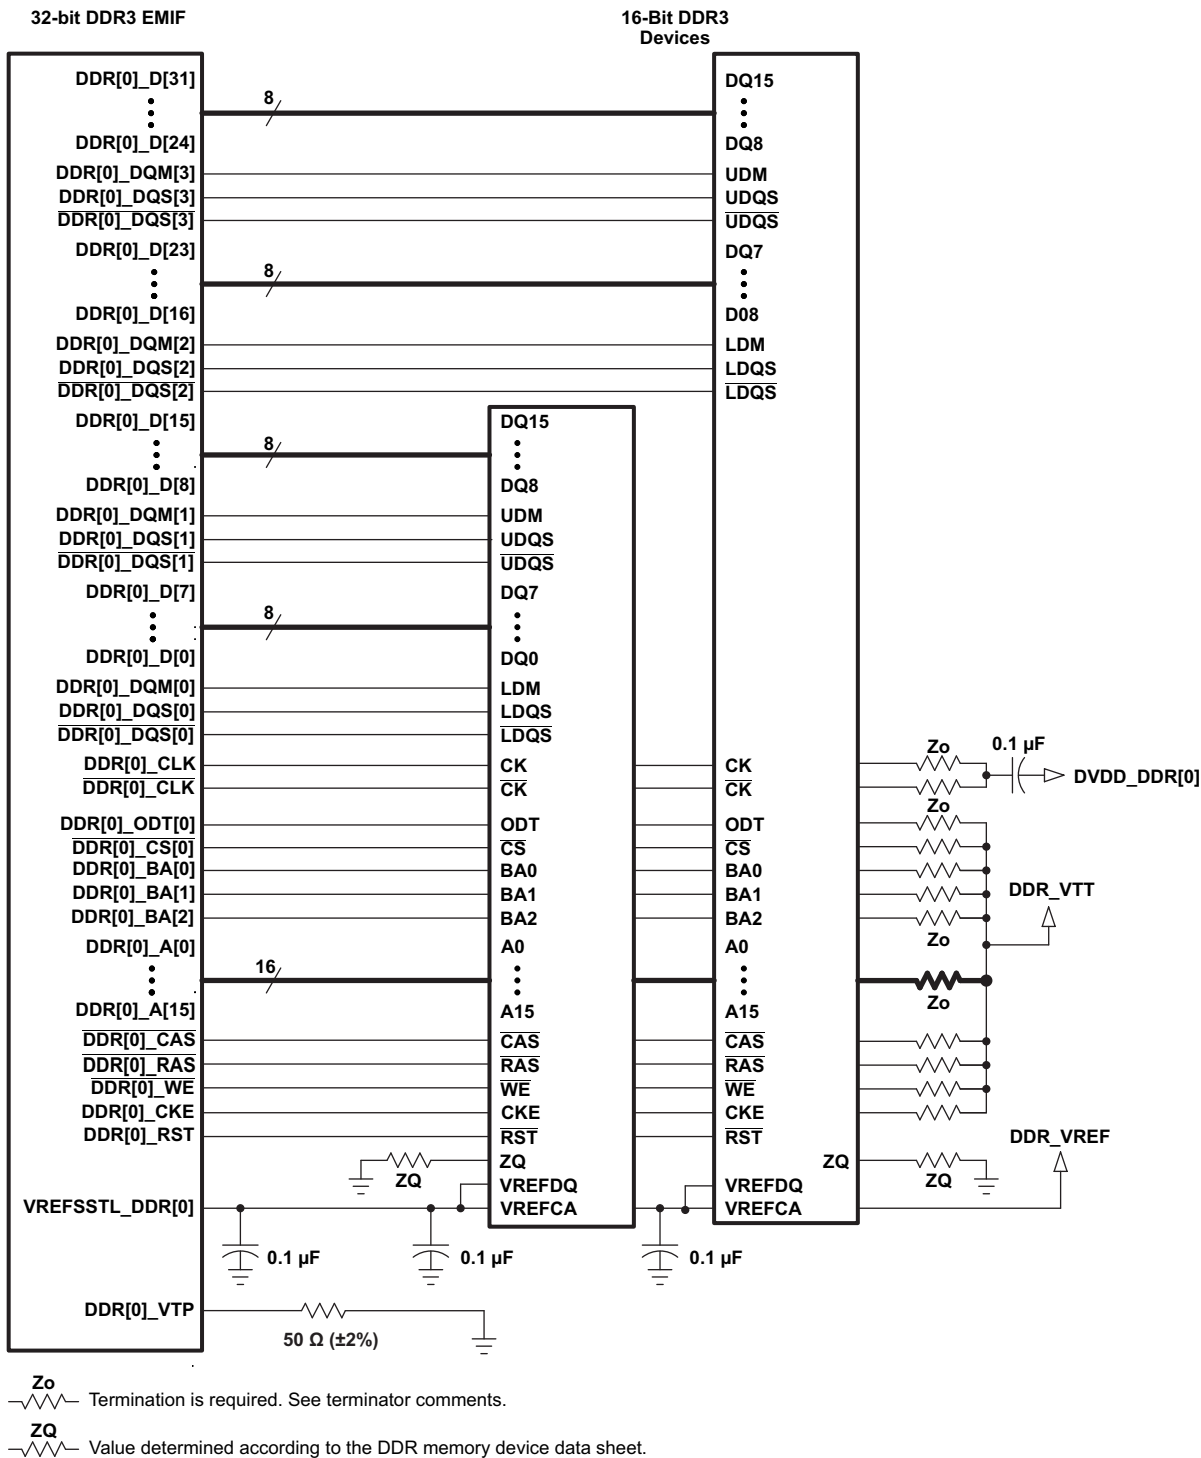 32-bit DDR3 EMIF
16-Bit DDR3
Devices
DDR[0]_D[31]
8
DQ15
DDR[0]_D[24]
DQ8
DDR[0]_DQM[3]
UDM
DDR[0]_DQS[3]
UDQS
DDR[0]_DQS[3]
UDQS
DDR[0]_D[23]
8
DQ7
DDR[0]_D[16]
D08
DDR[0]_DQM[2]
LDM
DDR[0]_DQS[2]
LDQS
DDR[0]_DQS[2]
LDQS
DDR[0]_D[15]
8
DQ15
DDR[0]_D[8]
DQ8
DDR[0]_DQM[1]
UDM
DDR[0]_DQS[1]
UDQS
DDR[0]_DQS[1]
UDQS
DDR[0]_D[7]
8
DQ7
DDR[0]_D[0]
DQ0
DDR[0]_DQM[0]
LDM
DDR[0]_DQS[0]
LDQS
DDR[0]_DQS[0]
LDQS
Zo
0.1 µF
DDR[0]_CLK
CK
CK
DVDD_DDR[0]
DDR[0]_CLK
CK
CK
Zo
DDR[0]_ODT[0]
ODT
ODT
DDR[0]_CS[0]
CS
CS
DDR[0]_BA[0]
BA0
BA0
DDR[0]_BA[1]
BA1
BA1
DDR_VTT
DDR[0]_BA[2]
BA2
BA2
Zo
DDR[0]_A[0]
A0
A0
16
Zo
DDR[0]_A[15]
A15
A15
DDR[0]_CAS
CAS
CAS
DDR[0]_RAS
RAS
RAS
DDR[0]_WE
WE
WE
DDR[0]_CKE
CKE
CKE
DDR[0]_RST
RST
RST
DDR_VREF
ZQ
ZQ
ZQ
ZQ
VREFDQ
VREFDQ
VREFSSTL_DDR[0]
VREFCA
VREFCA
0.1 µF
0.1 µF
0.1 µF
DDR[0]_VTP
50 Ω (±2%)
Zo
Termination is required. See terminator comments.
ZQ
Value determined according to the DDR memory device data sheet.